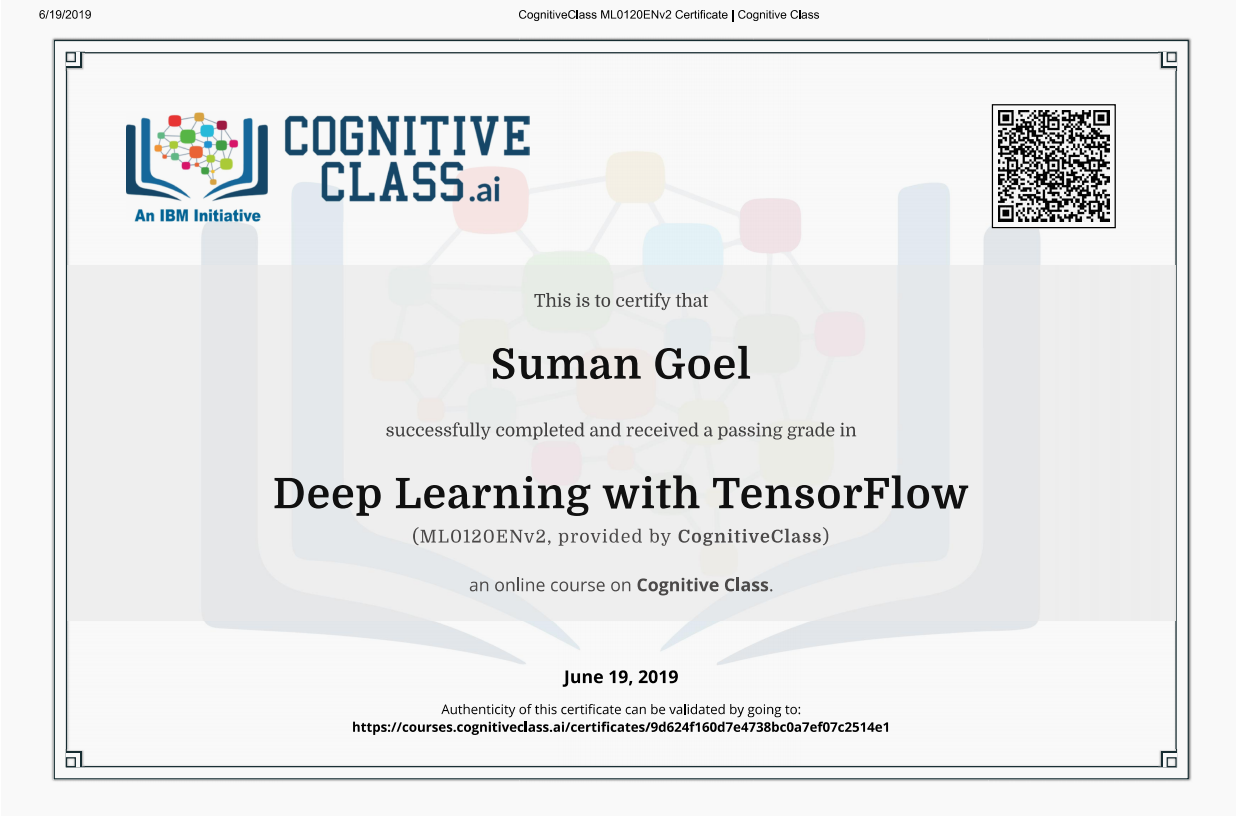 6/19/2019
CognitiveClass ML0120ENv2 Certificate | Cognitive Class
COGNITIVE
CLASS.ai
An IBM Initiative
This is to certify that
Suman Goel
successfully completed and received a passing grade in
Deep Learning with TensorFlow
(ML0120ENv2, provided by CognitiveClass)
an online course on Cognitive Class.
June 19, 2019
Authenticity of this certificate can be validated by going to:
https://courses.cognitiveclass.ai/certificates/9d624f160d7e4738bc0a7ef07c2514e1